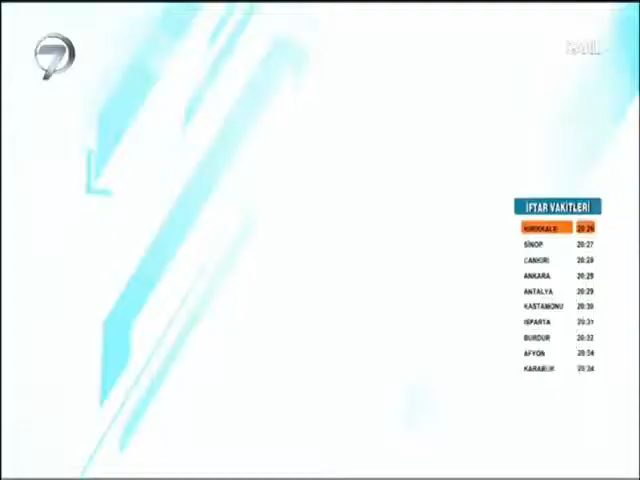 7
İFTAR VAKİTLERİ
KIRIKKALE 20:26
SİNOP 20:27
ÇANKIRI 20:28
ANKARA 20:29
ANTALYA 20:29
KASTAMONU 20:30
ISPARTA 20:31
BURDUR 20:32
AFYON 20:34
KARABÜK 20:34